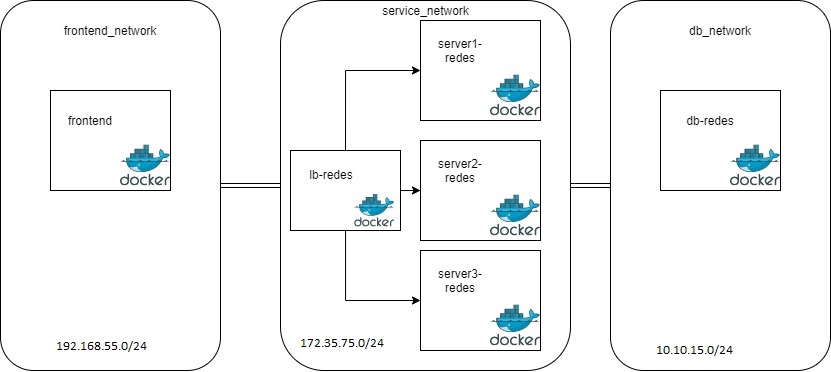 frontend_network
frontend
docker
192.168.55.0/24
service_network
lb-redes
docker
server1-
redes
docker
server2-
redes
docker
server3-
redes
docker
172.35.75.0/24
db_network
db-redes
docker
10.10.15.0/24